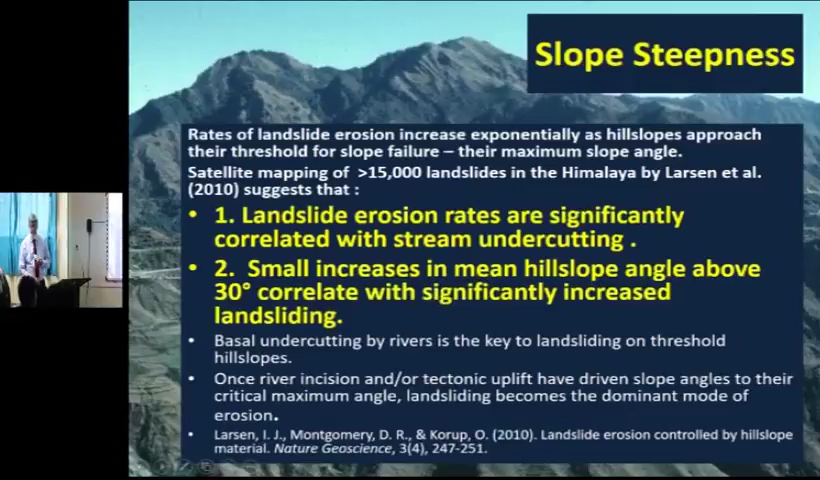 Slope Steepness
Rates of landslide erosion increase exponentially as hillslopes approach
their threshold for slope failure – their maximum slope angle.
Satellite mapping of >15,000 landslides in the Himalaya by Larsen et al.
(2010) suggests that :
• 1. Landslide erosion rates are significantly
correlated with stream undercutting .
• 2. Small increases in mean hillslope angle above
30° correlate with significantly increased
landsliding.
• Basal undercutting by rivers is the key to landsliding on threshold
hillslopes.
• Once river incision and/or tectonic uplift have driven slope angles to their
critical maximum angle, landsliding becomes the dominant mode of
erosion.
• Larsen, I. J., Montgomery, D. R., & Korup, O. (2010). Landslide erosion controlled by hillslope
material. Nature Geoscience, 3(4), 247-251.